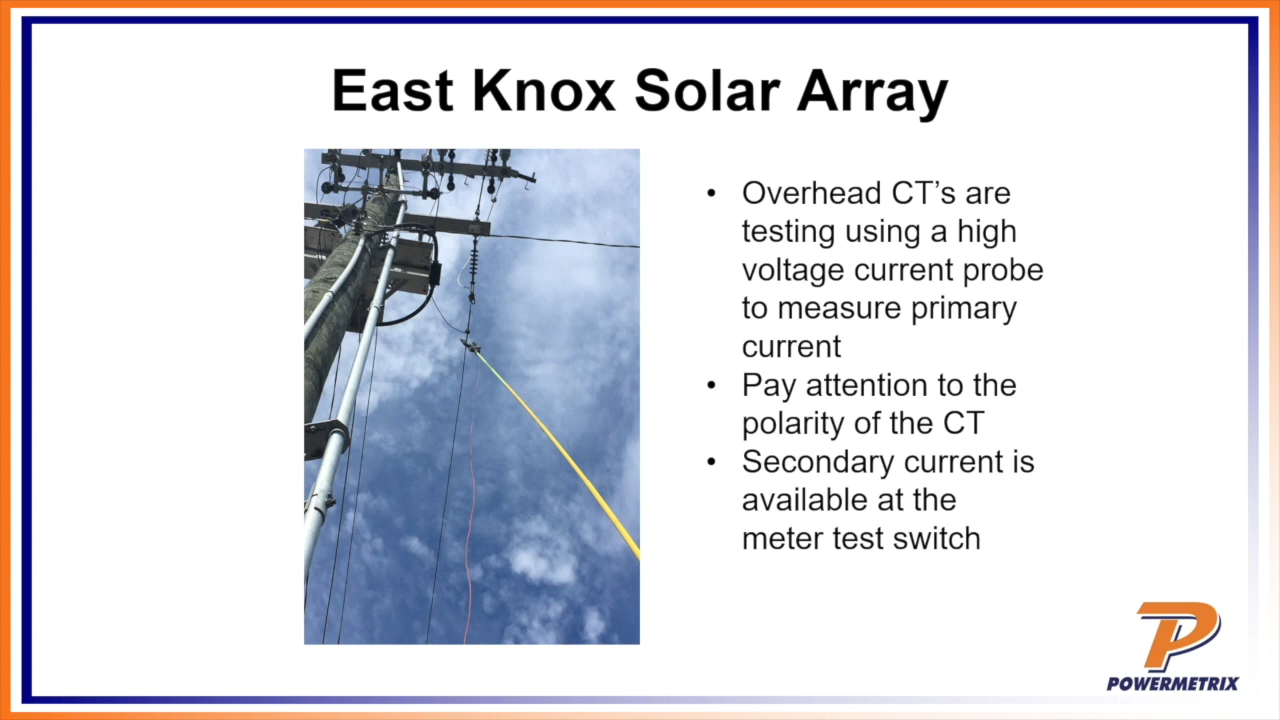 East Knox Solar Array
• Overhead CT’s are
testing using a high
voltage current probe
to measure primary
current
• Pay attention to the
polarity of the CT
• Secondary current is
available at the
meter test switch
P
POWERMETRIX